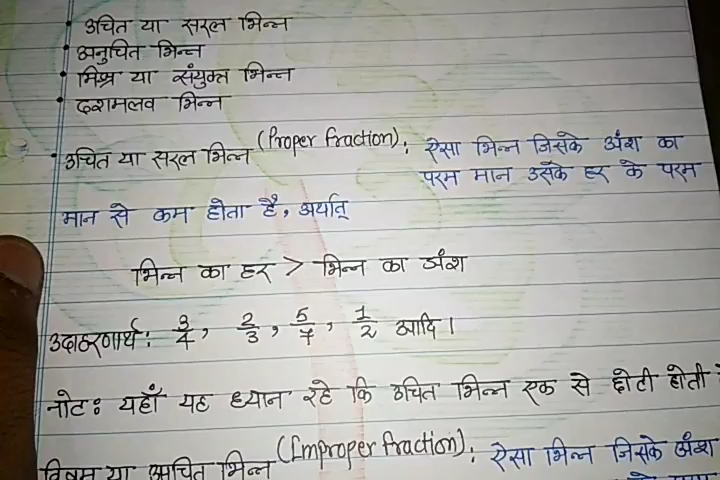 • उचित या सरल भिन्न
• अनुचित भिन्न
• मिश्र या संयुक्त भिन्न
• दशमलव भिन्न
• उचित या सरल भिन्न (Proper fraction): ऐसा भिन्न जिसके अंश का
परम मान उसके हर के परम
मान से कम होता है, अर्थात्
भिन्न का हर > भिन्न का अंश
उदाहरणार्थ: 3/4, 2/3, 5/7, 1/2 आदि।
नोट: यहाँ यह ध्यान रहे कि उचित भिन्न एक से छोटी होती
विषम या भिन्न (Improper fraction): ऐसा भिन्न जिसके अंश